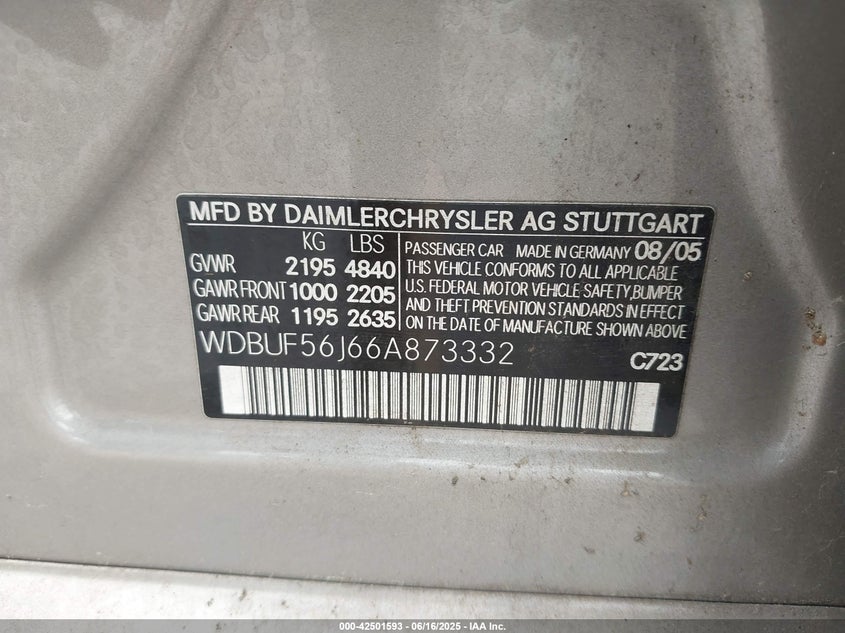 MFD BY DAIMLERCHRYSLER AG STUTTGART
KG LBS
GVWR 2195 4840
GAWR FRONT 1000 2205
GAWR REAR 1195 2635
PASSENGER CAR MADE IN GERMANY 08/05
THIS VEHICLE CONFORMS TO ALL APPLICABLE
U.S. FEDERAL MOTOR VEHICLE SAFETY, BUMPER
AND THEFT PREVENTION STANDARDS IN EFFECT
ON THE DATE OF MANUFACTURE SHOWN ABOVE.
WDBUF56J66A873332
C723
000-42501593 - 06/16/2025 - IAA Inc.